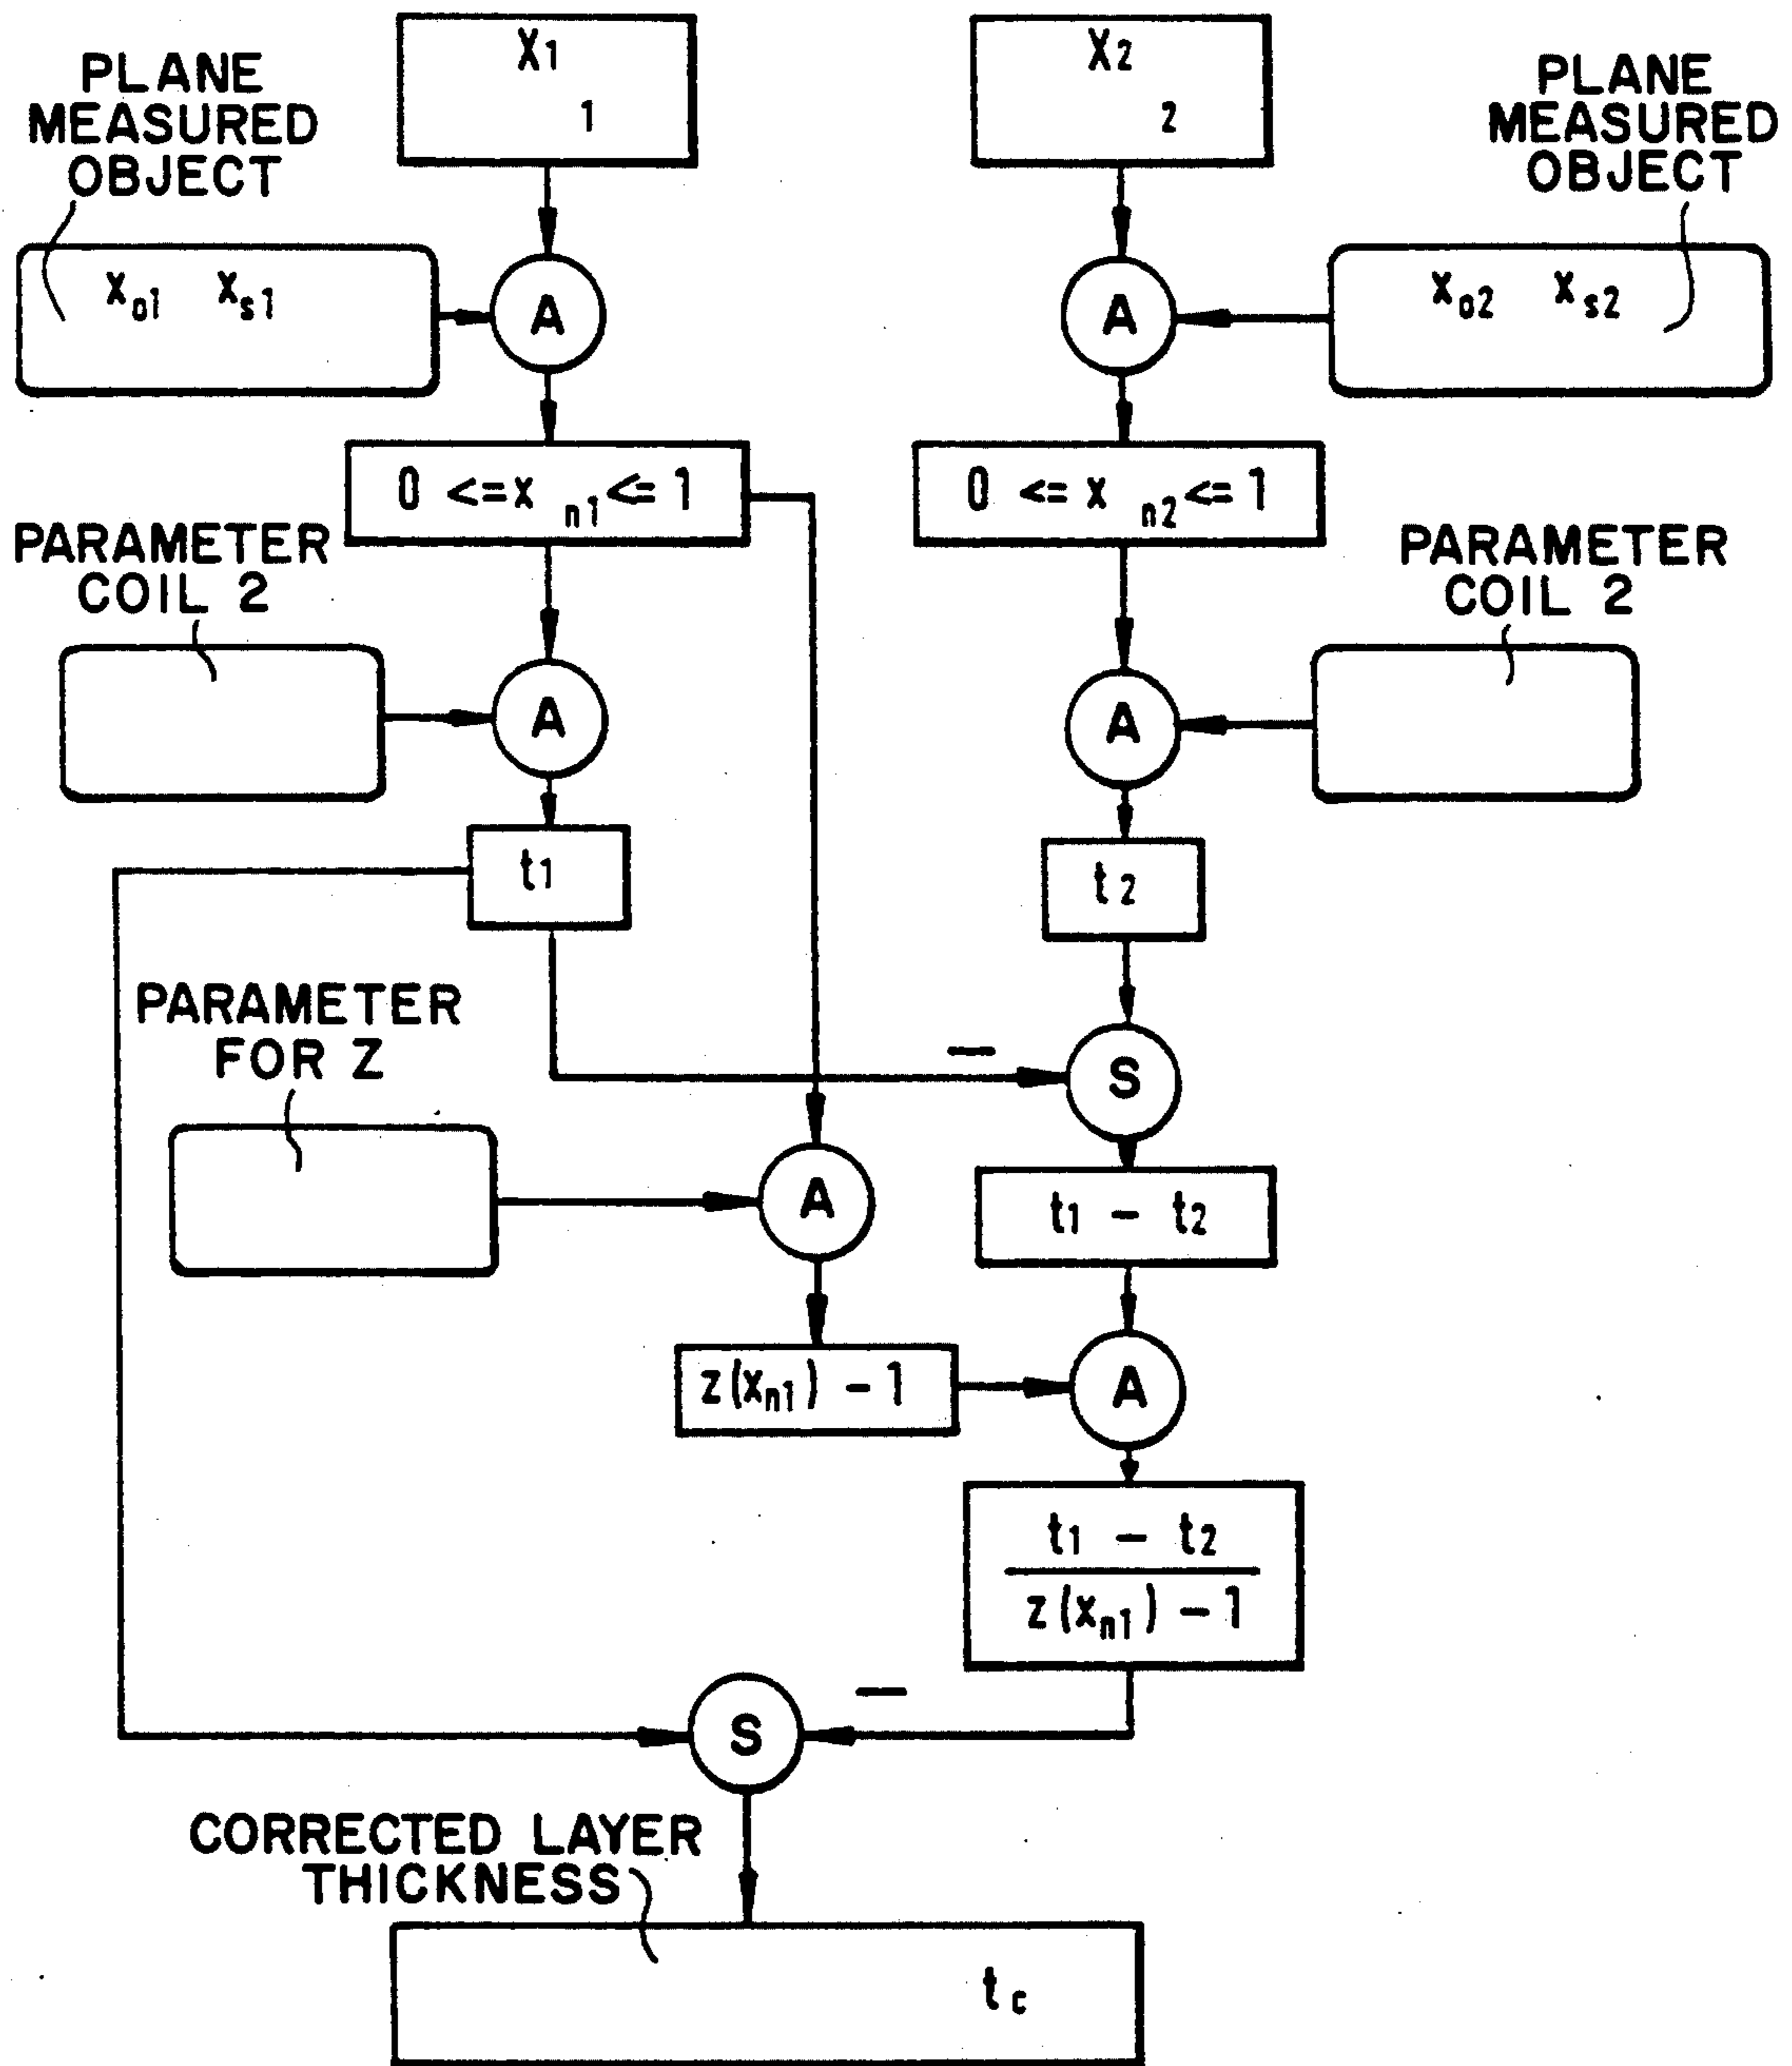 X1
1
X2
2
PLANE
MEASURED
OBJECT
PLANE
MEASURED
OBJECT
A
A
xo1 xs1
xo2 xs2
0 <=x n1<= 1
0 <= x n2<= 1
PARAMETER
COIL 2
PARAMETER
COIL 2
A
A
t1
t2
PARAMETER
FOR Z
−
S
A
t1 − t2
z(xn1) − 1
A
t1 − t2
z(xn1) − 1
S
−
CORRECTED LAYER
THICKNESS
tc